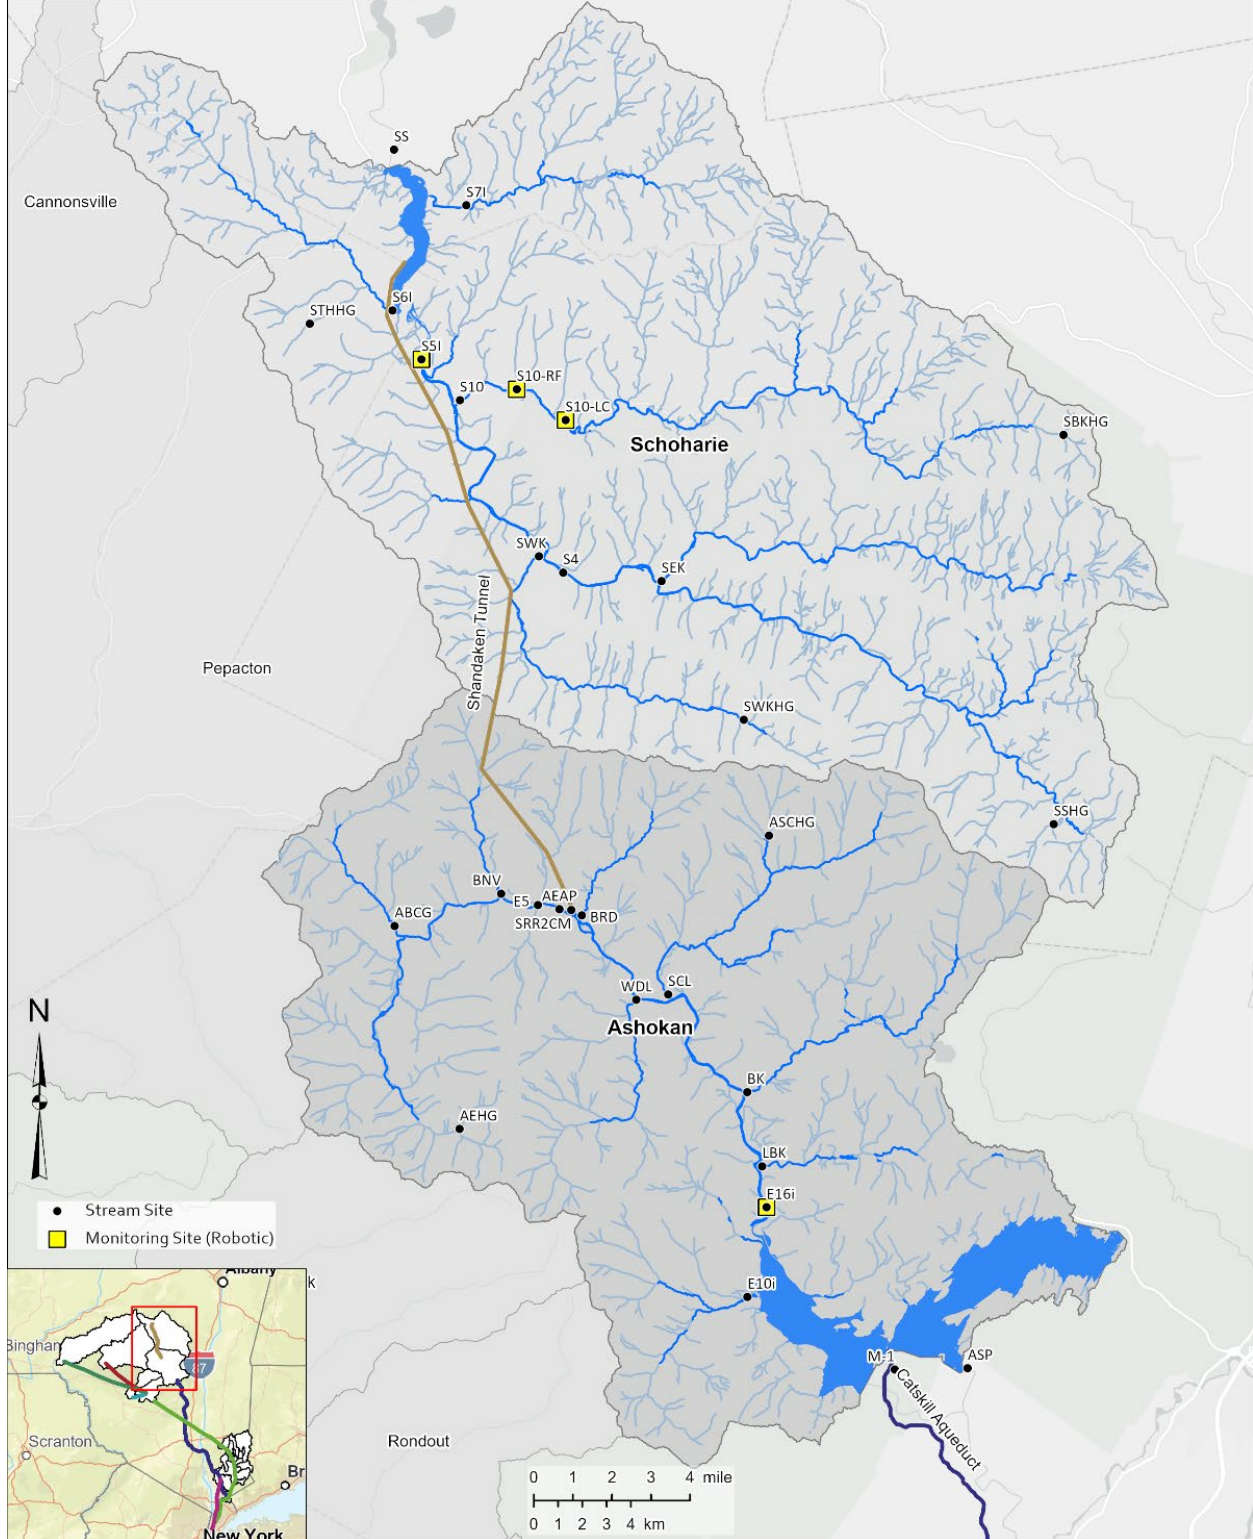 SS
Cannonsville
S7I
S6I
STHHG
S5I
S10-RF
S10
S10-LC
SBKHG
Schoharie
SWK
S4
SEK
Shandaken Tunnel
Pepacton
SWKHG
SSHG
ASCHG
BNV
E5
AEAP
ABCG
SRR2CM
BRD
SCL
WDL
Ashokan
N
BK
AEHG
LBK
E16i
Stream Site
Monitoring Site (Robotic)
E10i
M-1
ASP
Catskill Aqueduct
Rondout
Albany
k
Bingham
87
Scranton
Br
New York
0 1 2 3 4 mile
0 1 2 3 4 km